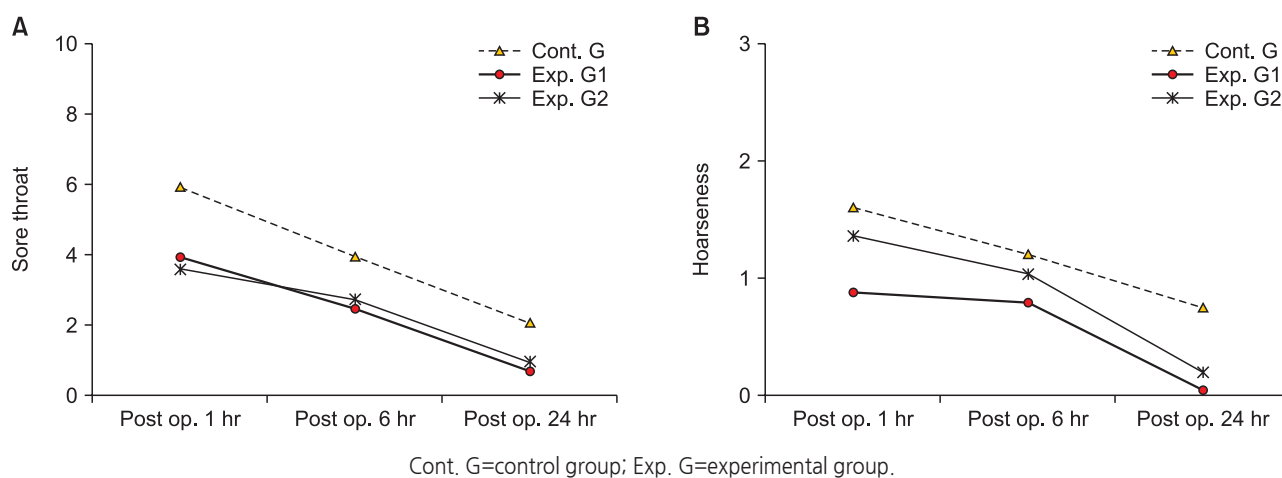 A
10
8
6
4
2
0
Sore throat
Cont. G
Exp. G1
Exp. G2
Post op. 1 hr
Post op. 6 hr
Post op. 24 hr
B
3
2
1
0
Hoarseness
Cont. G
Exp. G1
Exp. G2
Post op. 1 hr
Post op. 6 hr
Post op. 24 hr
Cont. G=control group; Exp. G=experimental group.